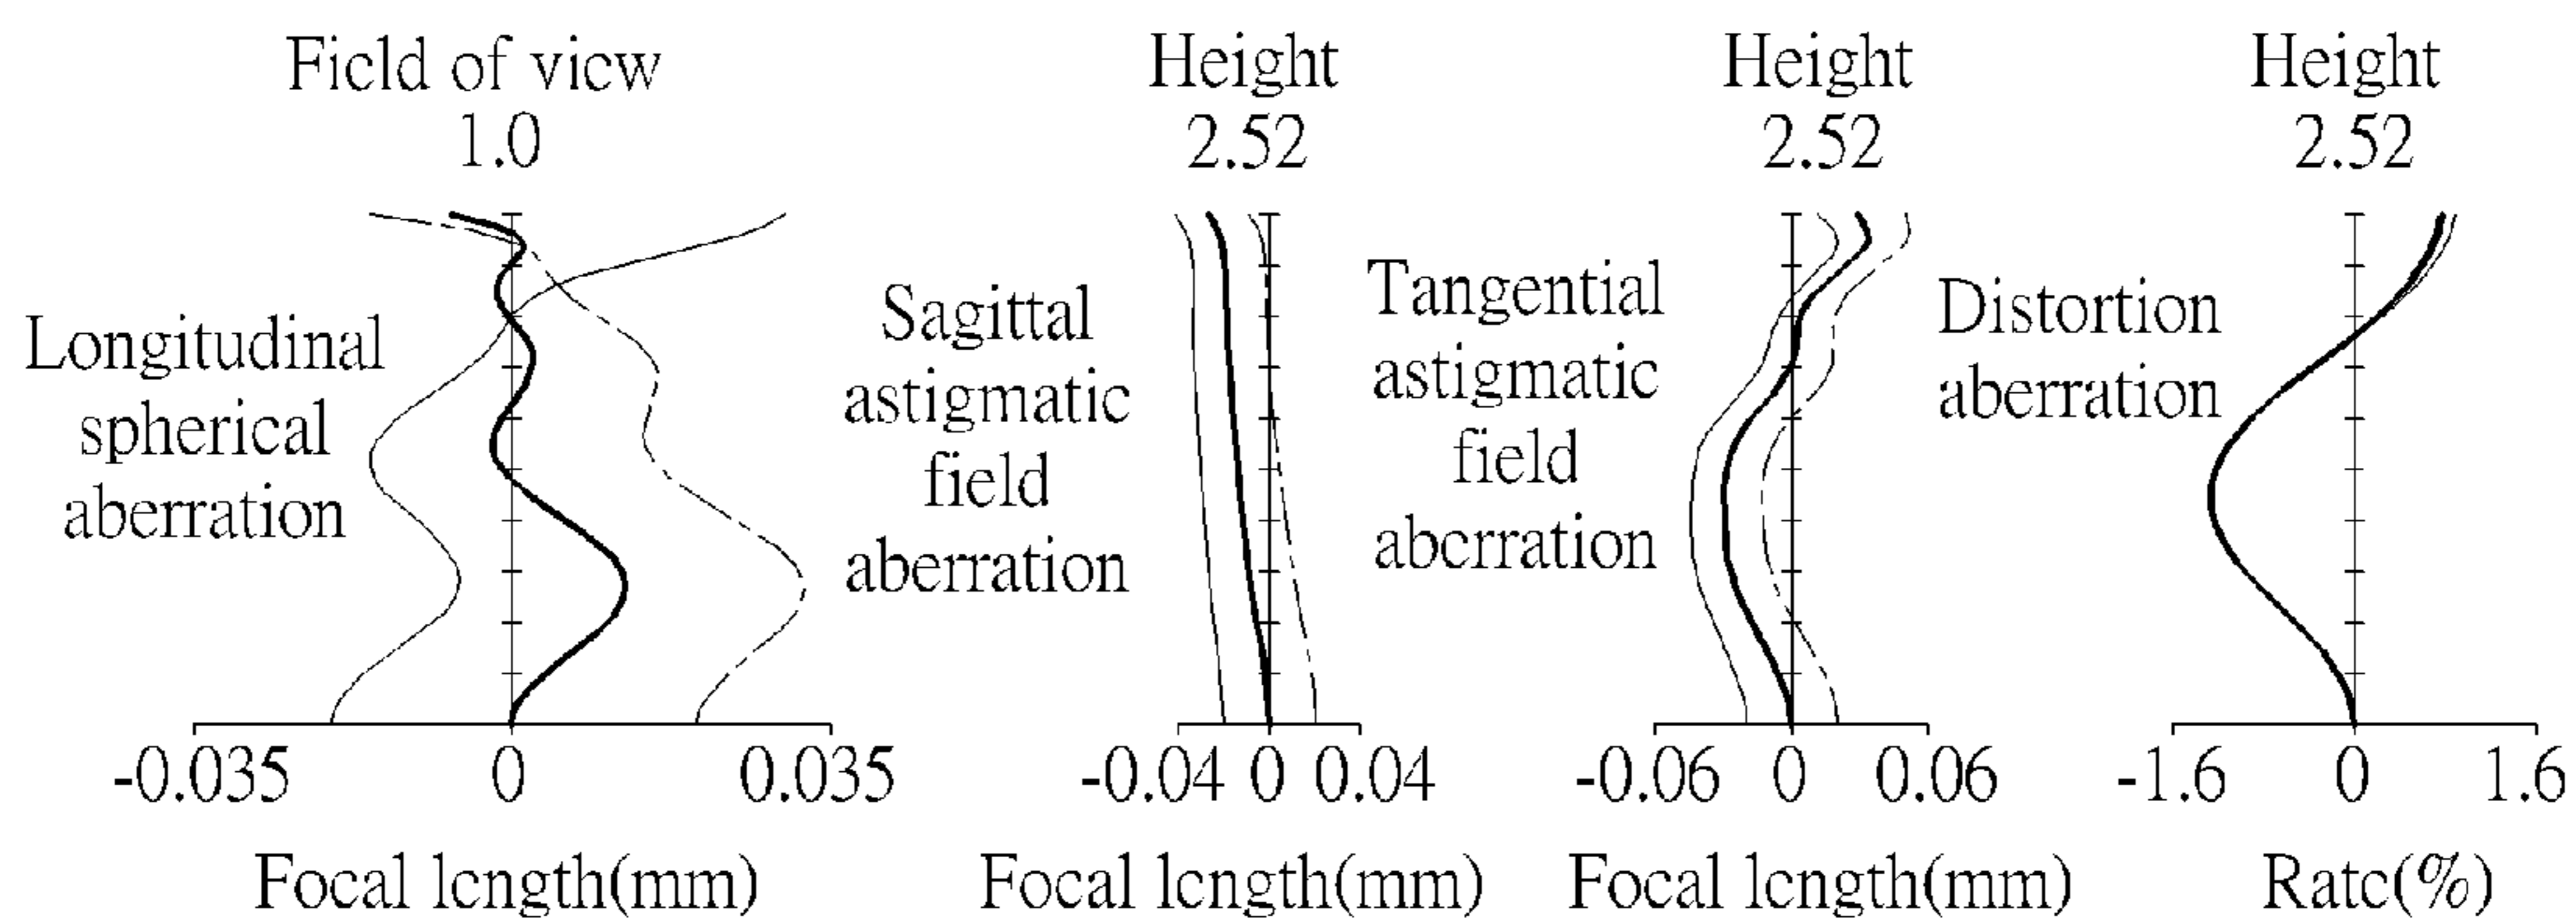 Ficld of vicw
1.0
Longitudinal
spherical
aberration
-0.035 0 0.035
Focal lcngth(mm)
Height
2.52
Sagittal
astigmatic
field
aberration
-0.04 0 0.04
Focal lcngth(mm)
Height
2.52
Tangential
astigmatic
field
abcrration
-0.06 0 0.06
Focal lcngth(mm)
Height
2.52
Distortion
aberration
-1.6 0 1.6
Ratc(%)